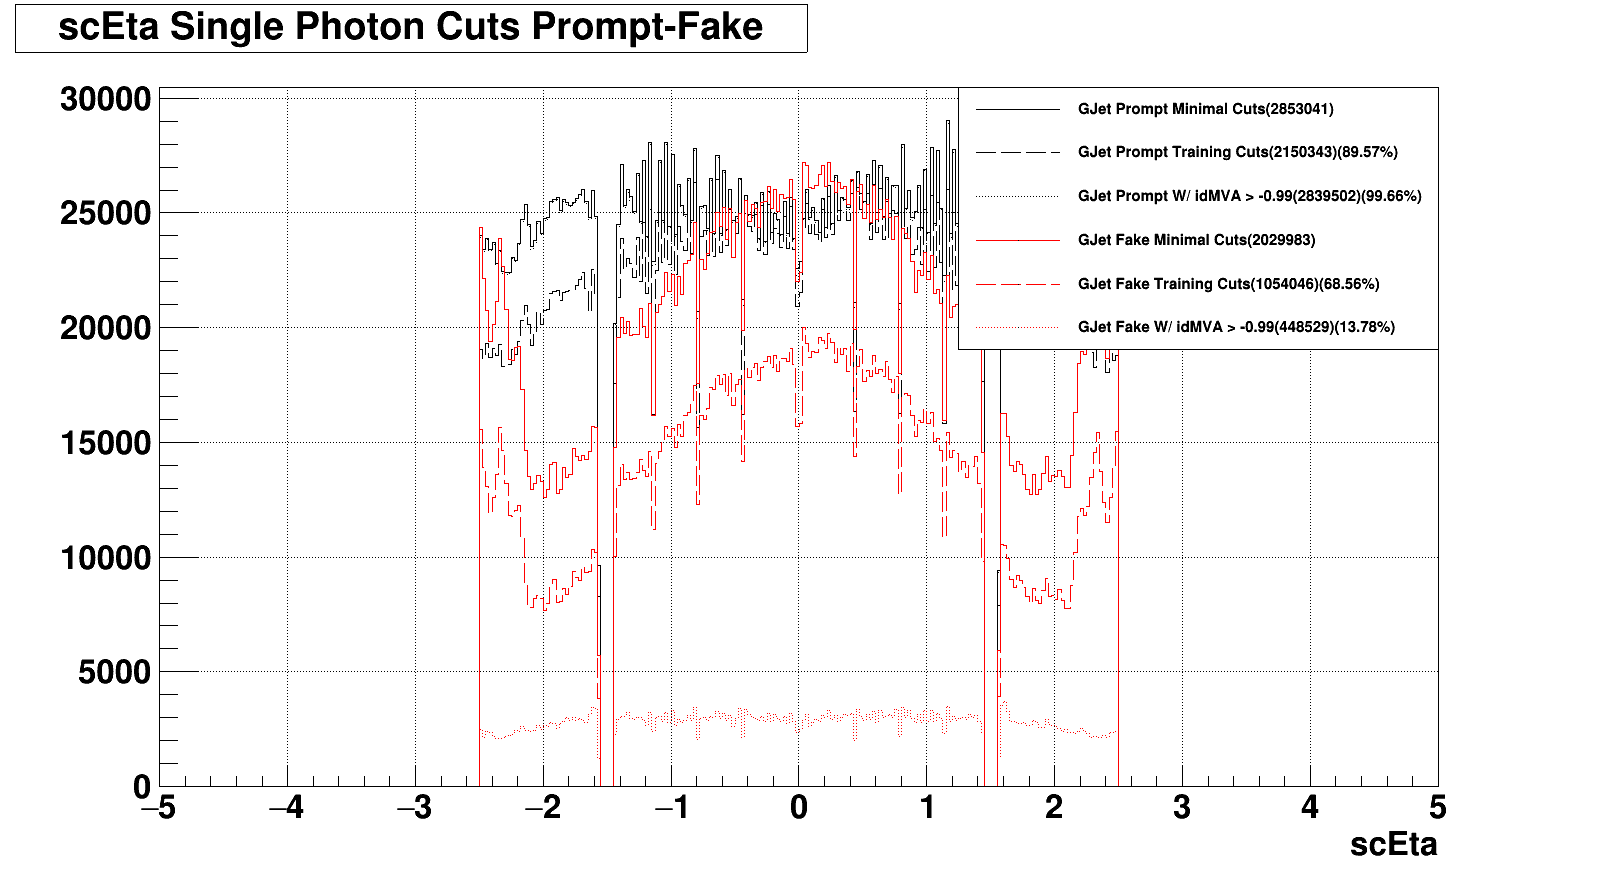 scEta Single Photon Cuts Prompt-Fake
30000
25000
20000
15000
10000
5000
0
GJet Prompt Minimal Cuts(2853041)
GJet Prompt Training Cuts(2150343)(89.57%)
GJet Prompt W/ idMVA > -0.99(2839502)(99.66%)
GJet Fake Minimal Cuts(2029983)
GJet Fake Training Cuts(1054046)(68.56%)
GJet Fake W/ idMVA > -0.99(448529)(13.78%)
−5 −4 −3 −2 −1 0 1 2 3 4 5
scEta